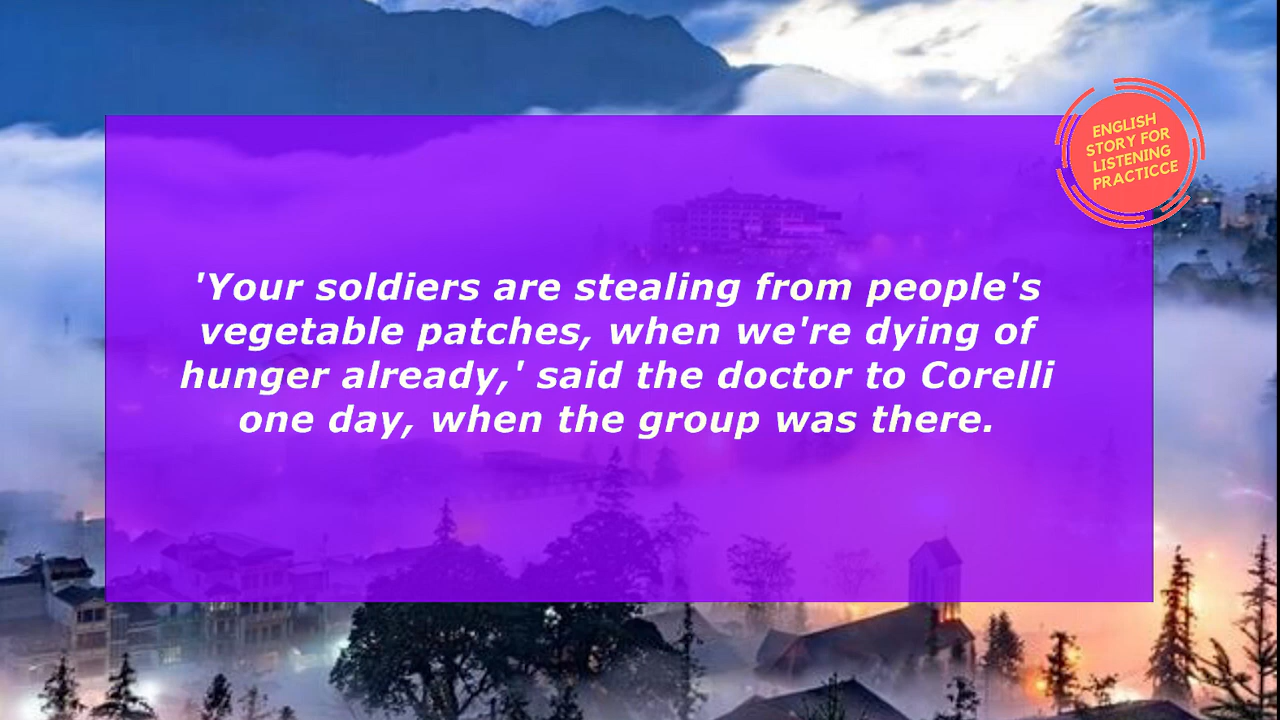 ENGLISH
STORY FOR
LISTENING
PRACTICCE
'Your soldiers are stealing from people's
vegetable patches, when we're dying of
hunger already,' said the doctor to Corelli
one day, when the group was there.